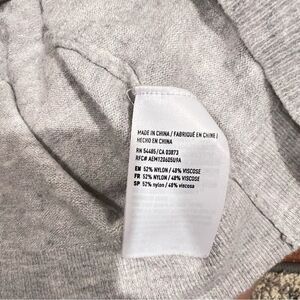 MADE IN CHINA / FABRIQUÉ EN CHINE /
HECHO EN CHINA
RN 54485/CA 03873
RFC# AEM120605U9A
EN 52% NYLON / 48% VISCOSE
FR 52% NYLON / 48% VISCOSE
SP 52% nylon / 48% viscosa